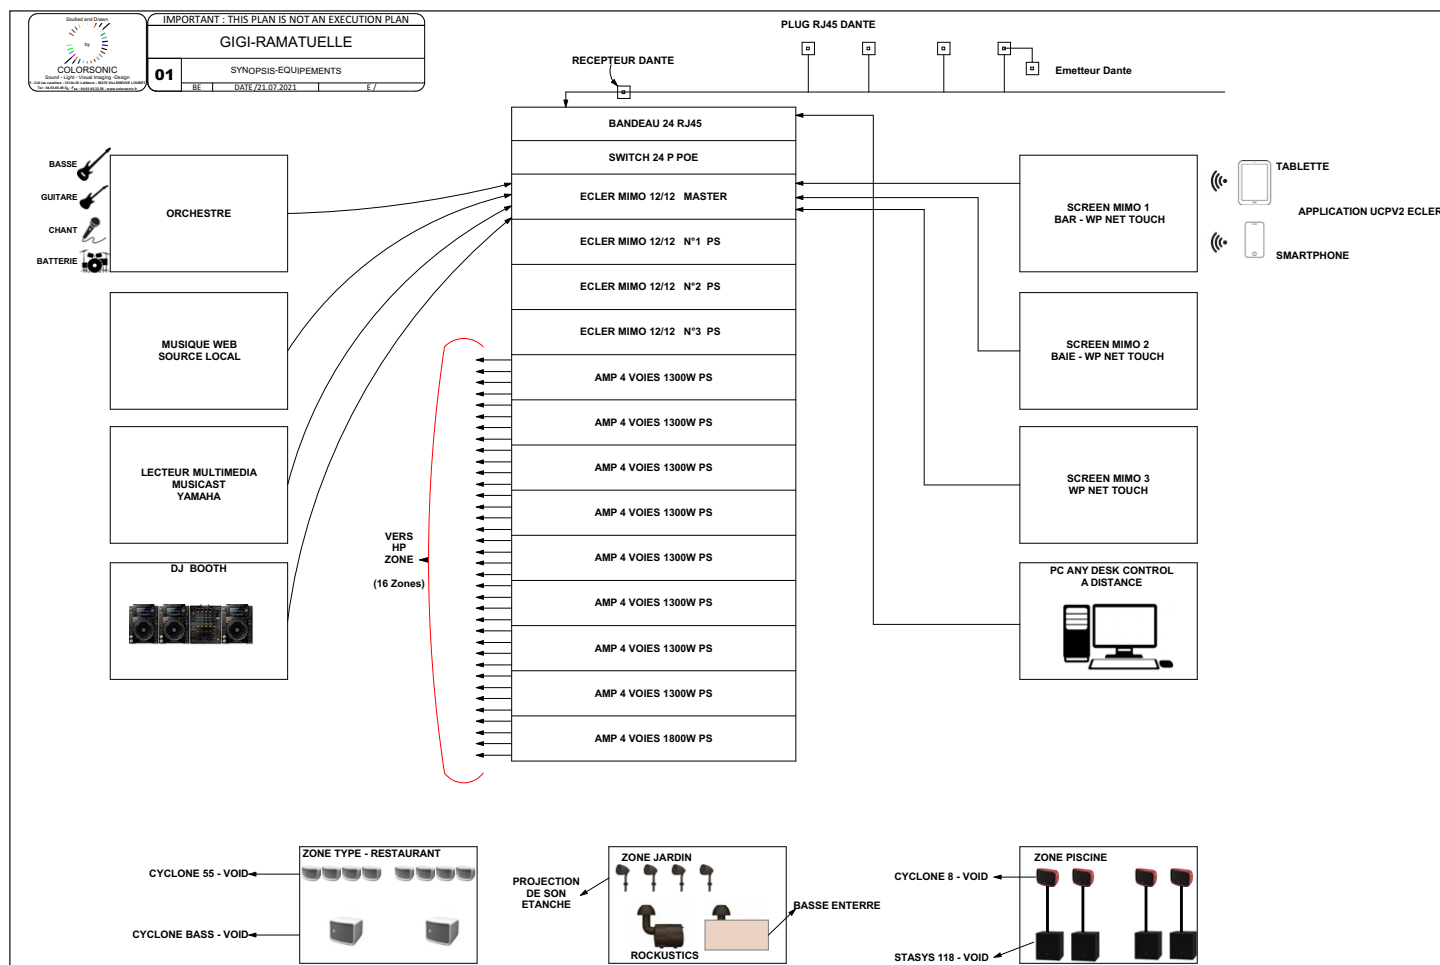 Studied and Drawn
by
COLORSONIC
Sound - Light - Visual Imaging -Design
IMPORTANT : THIS PLAN IS NOT AN EXECUTION PLAN
GIGI-RAMATUELLE
01
SYNOPSIS-EQUIPEMENTS
BE
DATE /21.07.2021
E /
PLUG RJ45 DANTE
RECEPTEUR DANTE
Emetteur Dante
BANDEAU 24 RJ45
SWITCH 24 P POE
ECLER MIMO 12/12 MASTER
ECLER MIMO 12/12 N°1 PS
ECLER MIMO 12/12 N°2 PS
ECLER MIMO 12/12 N°3 PS
AMP 4 VOIES 1300W PS
AMP 4 VOIES 1300W PS
AMP 4 VOIES 1300W PS
AMP 4 VOIES 1300W PS
AMP 4 VOIES 1300W PS
AMP 4 VOIES 1300W PS
AMP 4 VOIES 1300W PS
AMP 4 VOIES 1300W PS
AMP 4 VOIES 1800W PS
BASSE
GUITARE
CHANT
BATTERIE
ORCHESTRE
MUSIQUE WEB
SOURCE LOCAL
LECTEUR MULTIMEDIA
MUSICAST
YAMAHA
DJ BOOTH
VERS
HP
ZONE
(16 Zones)
SCREEN MIMO 1
BAR - WP NET TOUCH
TABLETTE
APPLICATION UCPV2 ECLER
SMARTPHONE
SCREEN MIMO 2
BAIE - WP NET TOUCH
SCREEN MIMO 3
WP NET TOUCH
PC ANY DESK CONTROL
A DISTANCE
ZONE TYPE - RESTAURANT
CYCLONE 55 - VOID
CYCLONE BASS - VOID
ZONE JARDIN
PROJECTION
DE SON
ETANCHE
BASSE ENTERRE
ROCKUSTICS
ZONE PISCINE
CYCLONE 8 - VOID
STASYS 118 - VOID